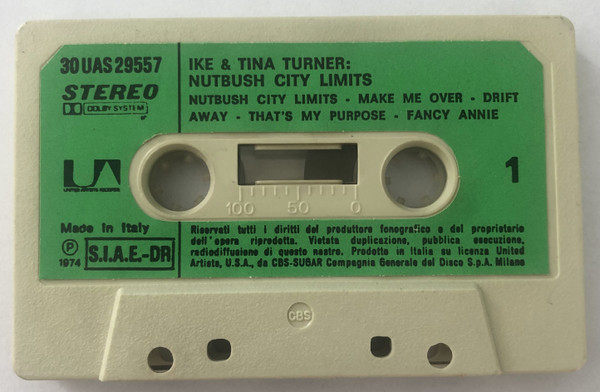 30 UAS 29557
STEREO
DOLBY SYSTEM
IKE & TINA TURNER:
NUTBUSH CITY LIMITS
NUTBUSH CITY LIMITS - MAKE ME OVER - DRIFT
AWAY - THAT'S MY PURPOSE - FANCY ANNIE
UA
UNITED ARTISTS RECORDS
1
100 50 0
Made in Italy
P
1974
S.I.A.E.-DR
Riservati tutti i diritti del produttore fonografico e del proprietario
dell'opera riprodotta. Vietata duplicazione, pubblica esecuzione,
radiodiffusione di questo nastro. Prodotto in Italia su licenza United
Artists, U.S.A., da CBS-SUGAR Compagnia Generale del Disco S.p.A. Milano
CBS